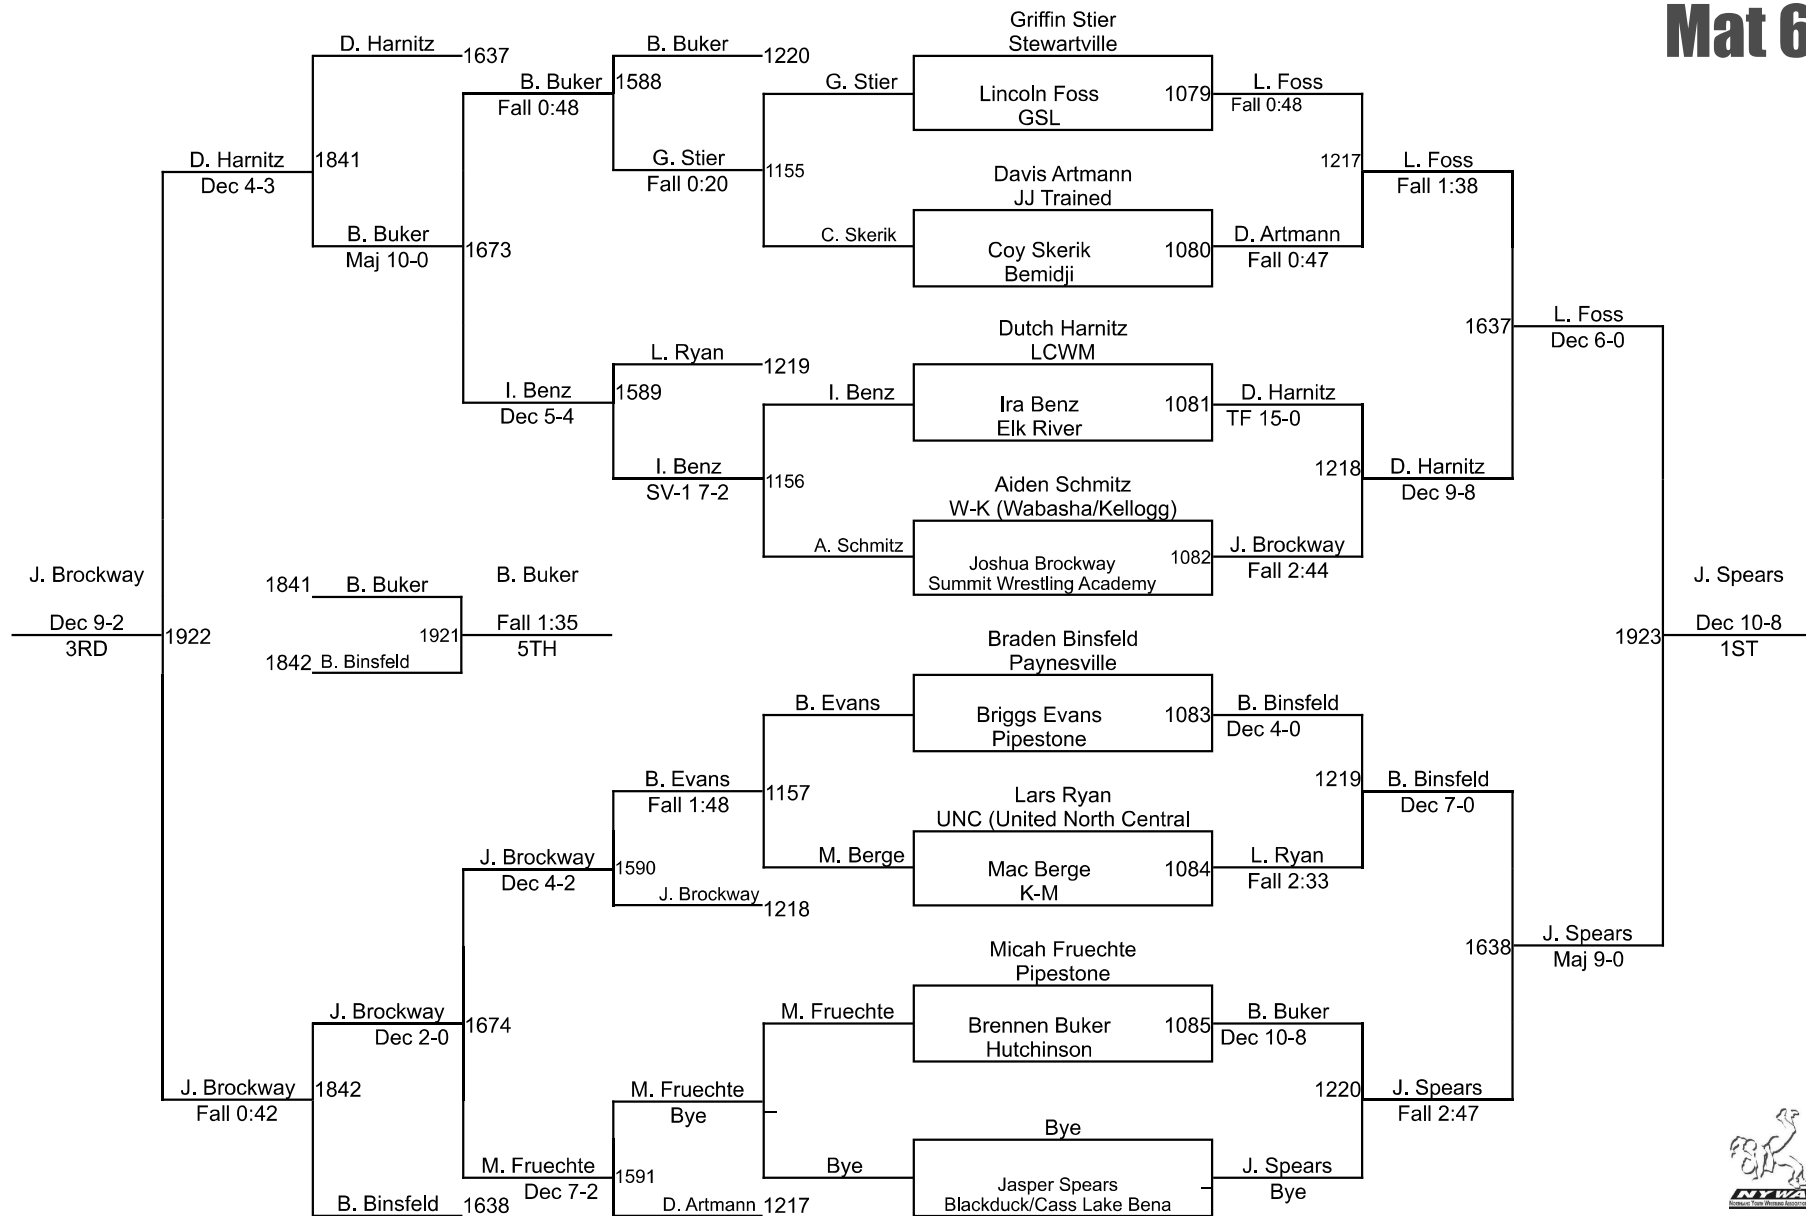 Mat 6
D. Harnitz
1637
B. Buker
Fall 0:48
1588
B. Buker
1220
D. Harnitz
Dec 4-3
1841
G. Stier
Fall 0:20
1155
G. Stier
C. Skerik
B. Buker
Maj 10-0
1673
L. Ryan
1219
I. Benz
Dec 5-4
1589
I. Benz
SV-1 7-2
1156
I. Benz
A. Schmitz
J. Brockway
Dec 9-2
3RD
1922
1841
B. Buker
1842
B. Binsfeld
1921
B. Buker
Fall 1:35
5TH
B. Evans
B. Evans
Fall 1:48
1157
M. Berge
J. Brockway
Dec 4-2
1590
J. Brockway
1218
J. Brockway
Dec 2-0
1674
J. Brockway
Fall 0:42
1842
M. Fruechte
M. Fruechte
Bye
Bye
M. Fruechte
Dec 7-2
1591
D. Artmann
1217
B. Binsfeld
1638
Griffin Stier
Stewartville
Lincoln Foss
GSL
1079
L. Foss
Fall 0:48
Davis Artmann
JJ Trained
Coy Skerik
Bemidji
1080
D. Artmann
Fall 0:47
1217
L. Foss
Fall 1:38
Dutch Harnitz
LCWM
Ira Benz
Elk River
1081
D. Harnitz
TF 15-0
Aiden Schmitz
W-K (Wabasha/Kellogg)
Joshua Brockway
Summit Wrestling Academy
1082
J. Brockway
Fall 2:44
1218
D. Harnitz
Dec 9-8
1637
L. Foss
Dec 6-0
Braden Binsfeld
Paynesville
Briggs Evans
Pipestone
1083
B. Binsfeld
Dec 4-0
Lars Ryan
UNC (United North Central
Mac Berge
K-M
1084
L. Ryan
Fall 2:33
1219
B. Binsfeld
Dec 7-0
Micah Fruechte
Pipestone
Brennen Buker
Hutchinson
1085
B. Buker
Dec 10-8
Bye
Jasper Spears
Blackduck/Cass Lake Bena
J. Spears
Bye
1220
J. Spears
Fall 2:47
1638
J. Spears
Maj 9-0
1923
J. Spears
Dec 10-8
1ST
NYWA